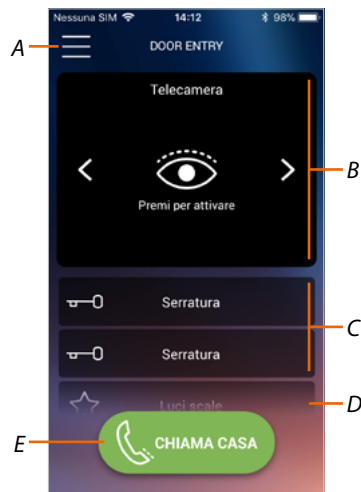 Nessuna SIM 14:12 98%
A
DOOR ENTRY
Telecamera
B
Premi per attivare
Serratura
C
Serratura
Luci scale
D
E
CHIAMA CASA